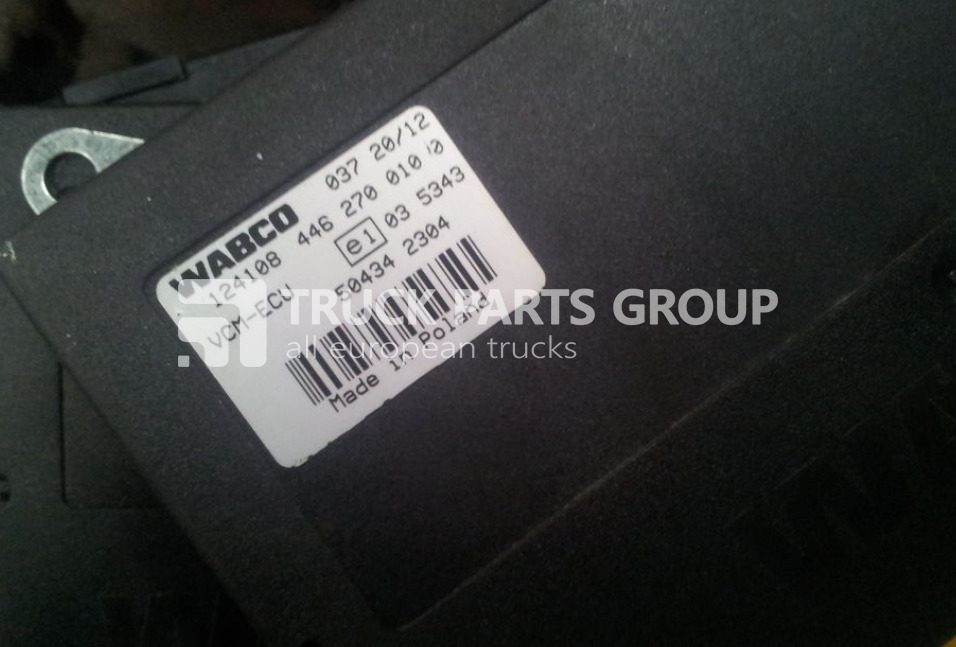 WABCO 037 20/12
124108 446 270 010 0
VCM-ECU e1 03 5343
50434 2304
Made in Poland
TRUCK PARTS GROUP
all european trucks